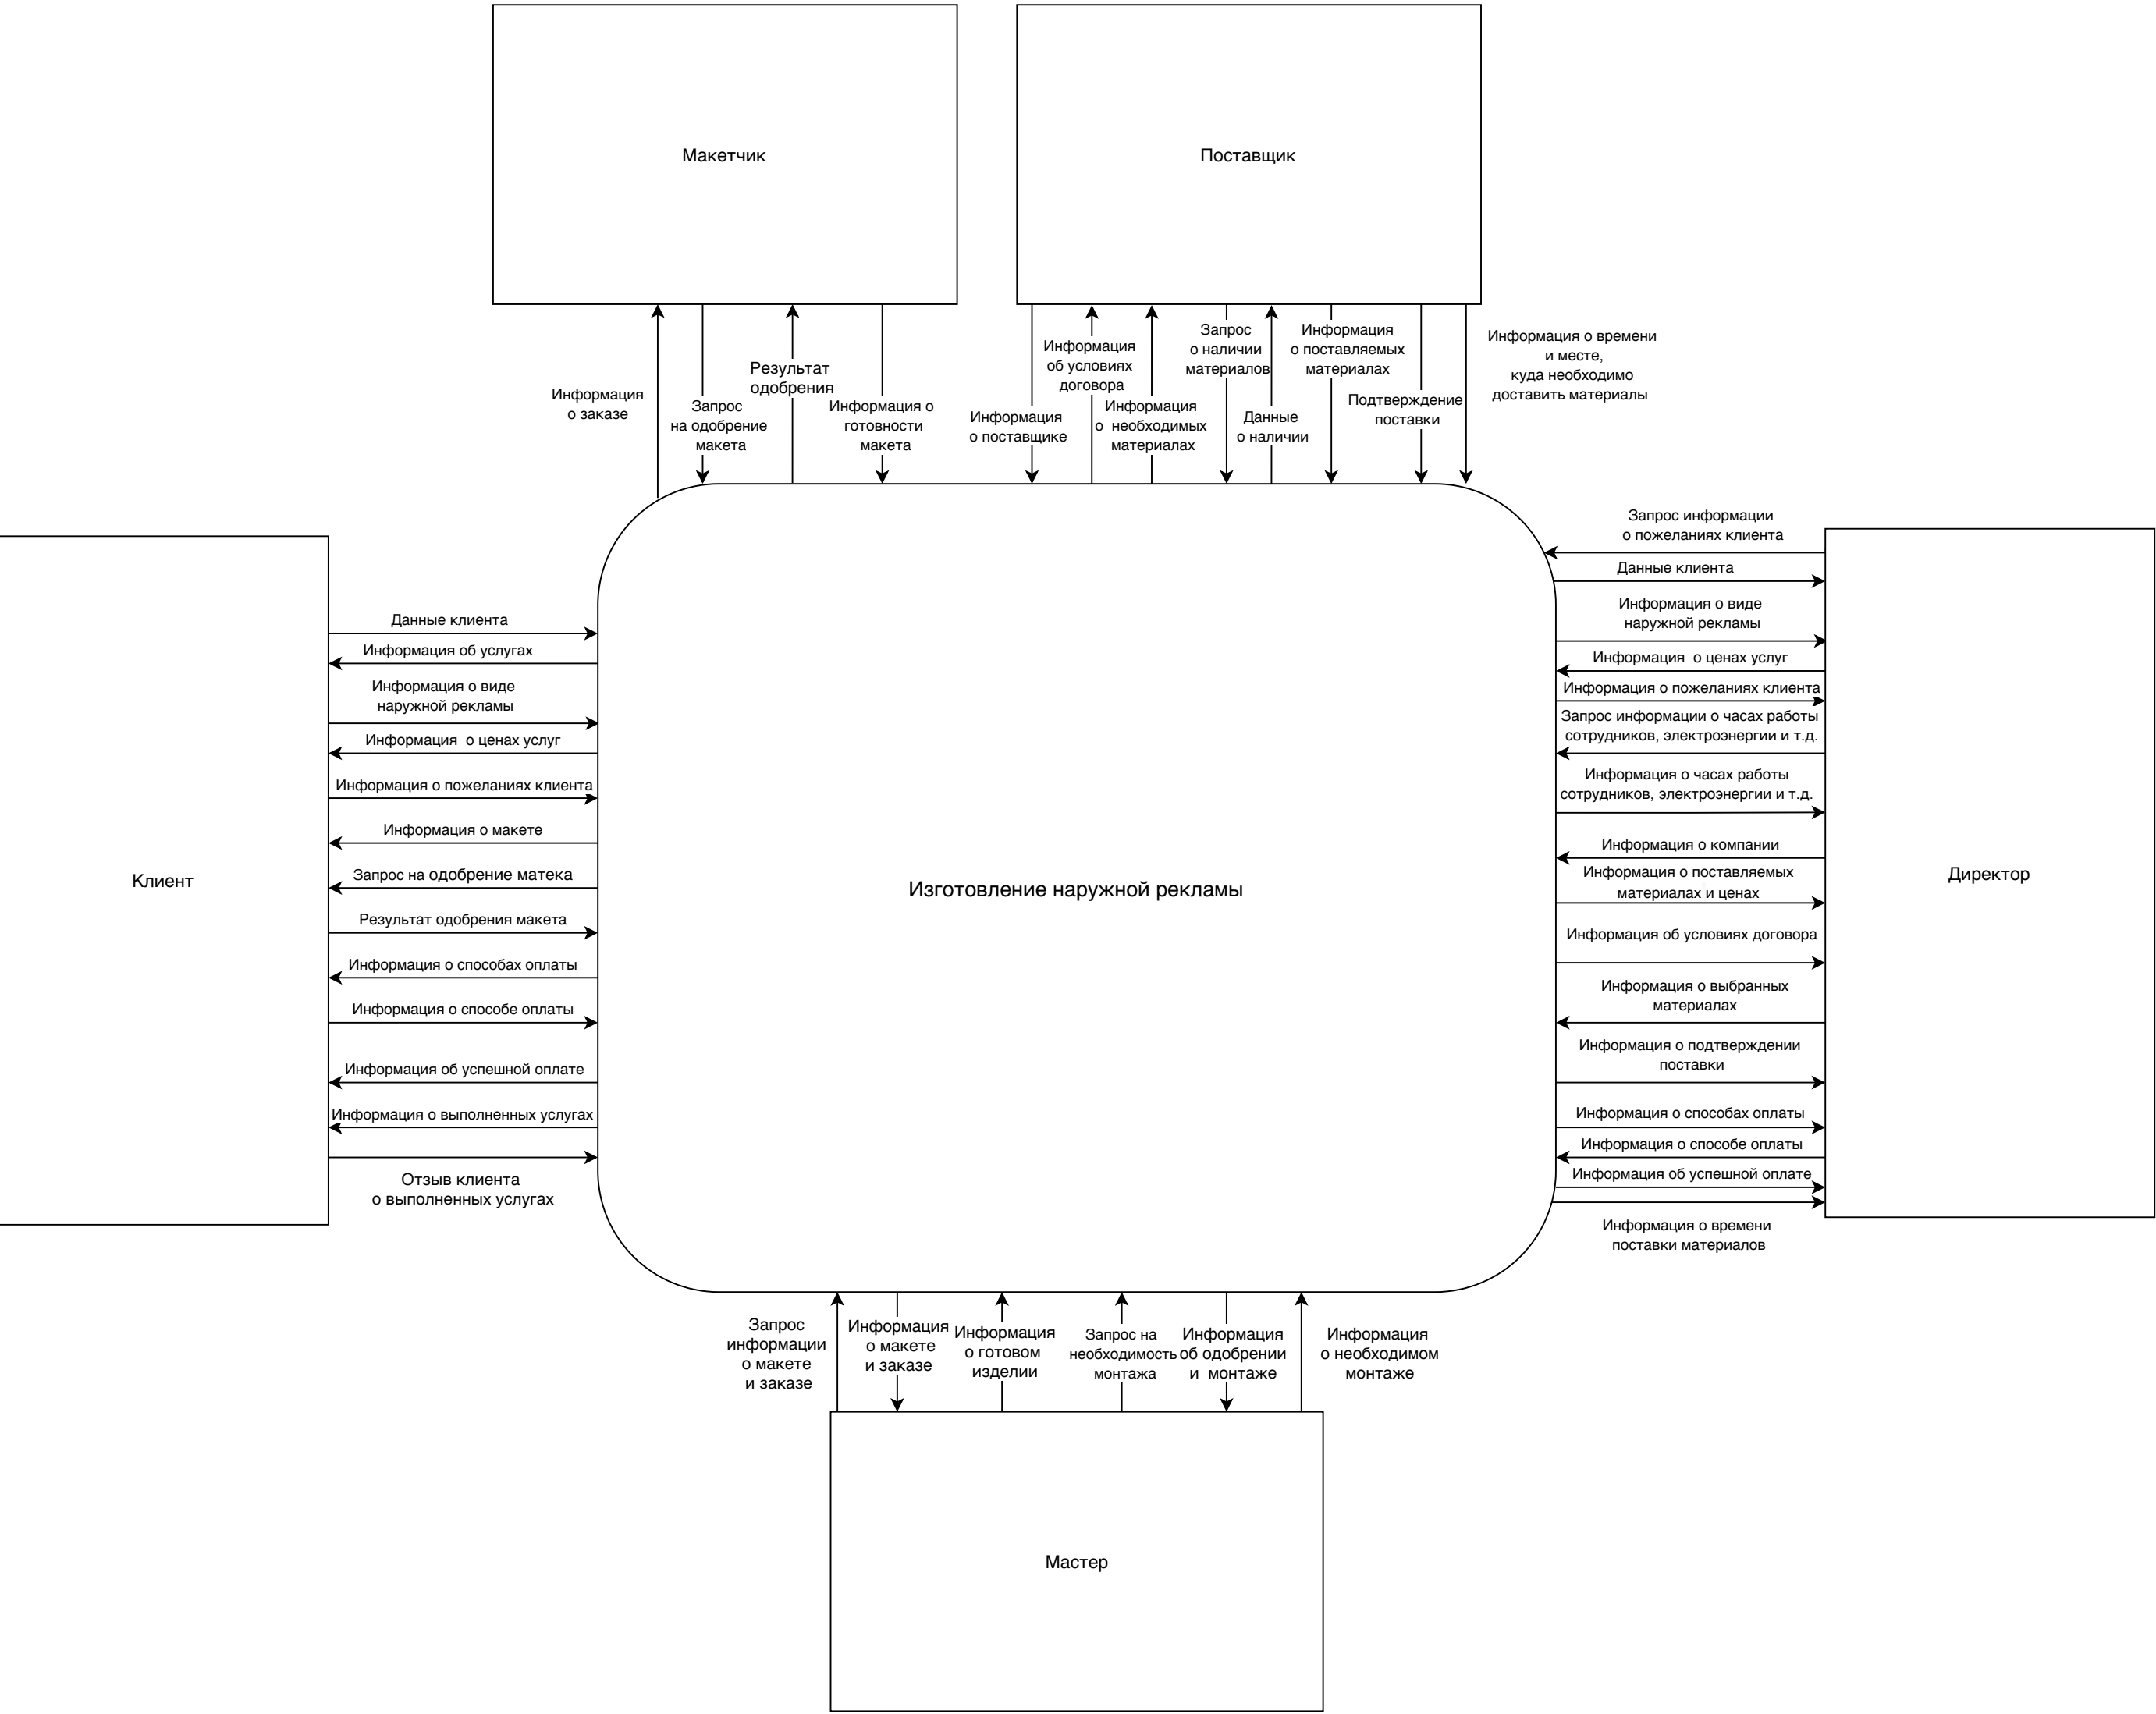 Макетчик
Поставщик
Информация
о заказе
Запрос
на одобрение
макета
Результат
одобрения
Информация о
готовности
макета
Информация
о поставщике
Информация
об условиях
договора
Информация
о  необходимых
материалах
Запрос
о наличии
материалов
Данные
о наличии
Информация
о поставляемых
материалах
Подтверждение
поставки
Информация о времени
и месте,
куда необходимо
доставить материалы
Клиент
Данные клиента
Информация об услугах
Информация о виде
наружной рекламы
Информация  о ценах услуг
Информация о пожеланиях клиента
Информация о макете
Запрос на одобрение матека
Результат одобрения макета
Информация о способах оплаты
Информация о способе оплаты
Информация об успешной оплате
Информация о выполненных услугах
Отзыв клиента
о выполненных услугах
Изготовление наружной рекламы
Запрос информации
о пожеланиях клиента
Данные клиента
Информация о виде
наружной рекламы
Информация  о ценах услуг
Информация о пожеланиях клиента
Запрос информации о часах работы
сотрудников, электроэнергии и т.д.
Информация о часах работы
сотрудников, электроэнергии и т.д.
Информация о компании
Информация о поставляемых
материалах и ценах
Информация об условиях договора
Информация о выбранных
материалах
Информация о подтверждении
поставки
Информация о способах оплаты
Информация о способе оплаты
Информация об успешной оплате
Информация о времени
поставки материалов
Директор
Запрос
информации
о макете
и заказе
Информация
о макете
и заказе
Информация
о готовом
изделии
Запрос на
необходимость
монтажа
Информация
об одобрении
и  монтаже
Информация
о необходимом
монтаже
Мастер